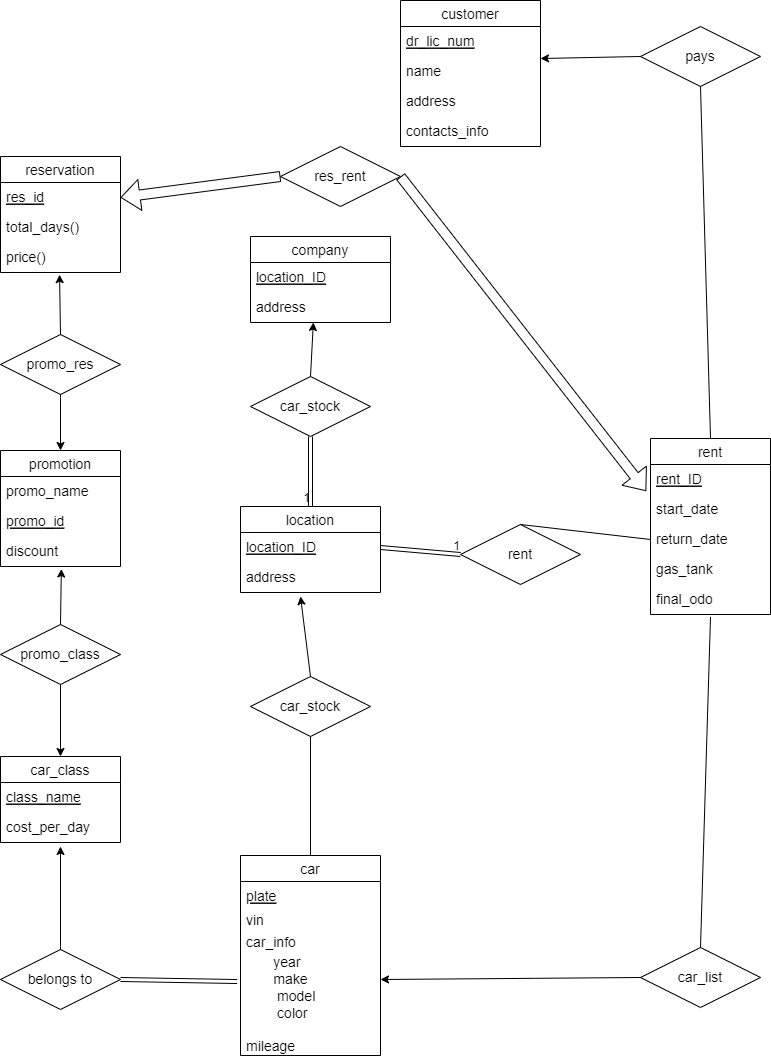 customer
dr_lic_num
name
address
contacts_info
pays
reservation
res_id
total_days()
price()
res_rent
company
location_ID
address
promo_res
car_stock
promotion
promo_name
promo_id
discount
1
location
location_ID
address
1
rent
rent
rent_ID
start_date
return_date
gas_tank
final_odo
promo_class
car_stock
car_class
class_name
cost_per_day
car
plate
vin
car_info
year
make
model
color
mileage
belongs to
car_list